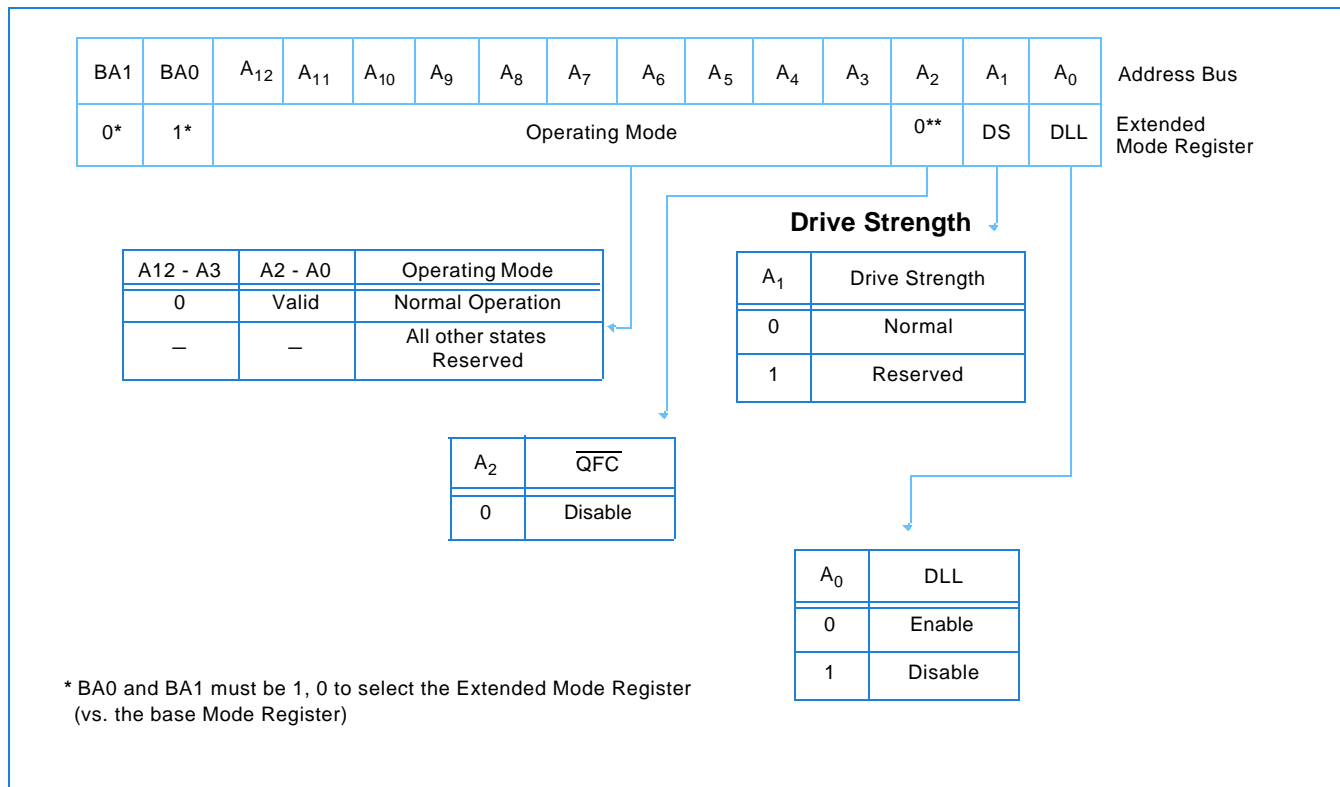 BA1 BA0 A12 A11 A10 A9 A8 A7 A6 A5 A4 A3 A2 A1 A0 Address Bus
0* 1* Operating Mode 0** DS DLL Extended
Mode Register
Drive Strength
A12 - A3 A2 - A0 Operating Mode
0 Valid Normal Operation
– – All other states
Reserved
A1 Drive Strength
0 Normal
1 Reserved
A2 Q̅F̅C̅
0 Disable
A0 DLL
0 Enable
1 Disable
* BA0 and BA1 must be 1, 0 to select the Extended Mode Register
(vs. the base Mode Register)